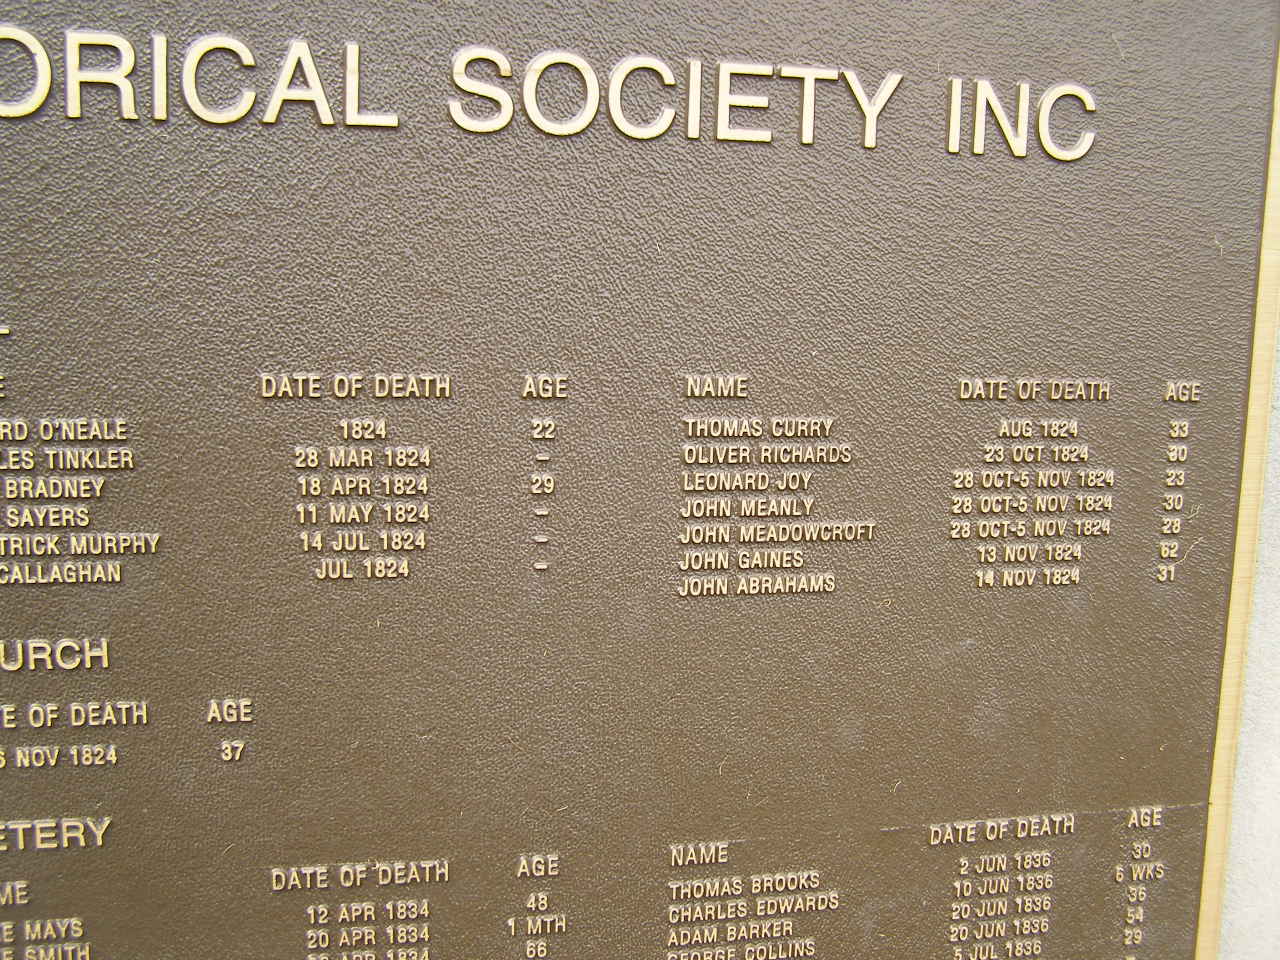 ORICAL SOCIETY INC
DATE OF DEATH AGE NAME DATE OF DEATH AGE
RD O'NEALE 1824 22 THOMAS CURRY AUG 1824 33
LES TINKLER 28 MAR 1824 – OLIVER RICHARDS 23 OCT 1824 30
BRADNEY 18 APR 1824 29 LEONARD JOY 28 OCT-5 NOV 1824 23
SAYERS 11 MAY 1824 – JOHN MEANLY 28 OCT-5 NOV 1824 30
TRICK MURPHY 14 JUL 1824 – JOHN MEADOWCROFT 28 OCT-5 NOV 1824 28
CALLAGHAN JUL 1824 – JOHN GAINES 13 NOV 1824 62
JOHN ABRAHAMS 14 NOV 1824 31
URCH
E OF DEATH AGE
NOV 1824 37
ETERY
ME DATE OF DEATH AGE NAME DATE OF DEATH AGE
E MAYS 12 APR 1834 48 THOMAS BROOKS 2 JUN 1836 30
E SMITH 20 APR 1834 1 MTH CHARLES EDWARDS 10 JUN 1836 6 WKS
APR 1834 66 ADAM BARKER 20 JUN 1836 36
GEORGE COLLINS 20 JUN 1836 54
5 JUL 1836 29